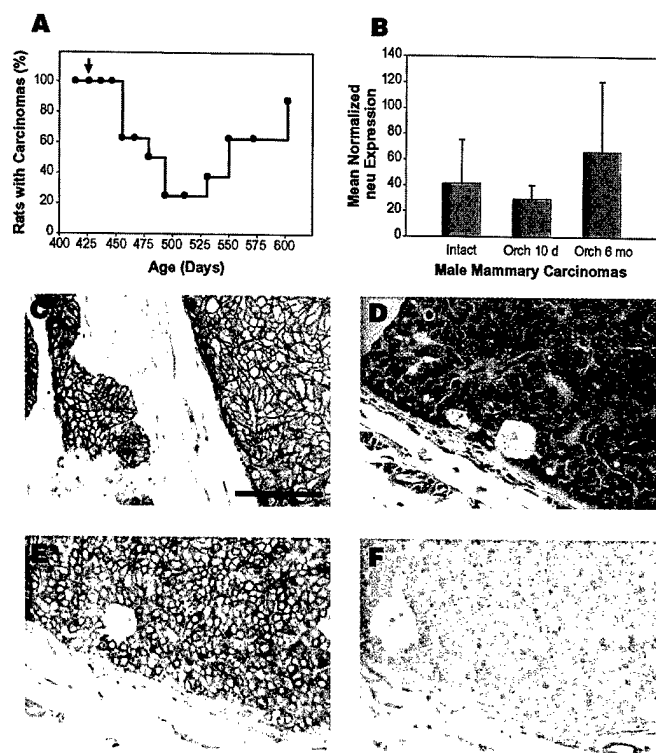 A
Rats with Carcinomas (%)
100
80
60
40
20
0
400 425 450 475 500 525 550 575 600
Age (Days)
B
Mean Normalized
neu Expression
140
120
100
80
60
40
20
0
Intact Orch 10 d Orch 6 mo
Male Mammary Carcinomas
C
D
E
F